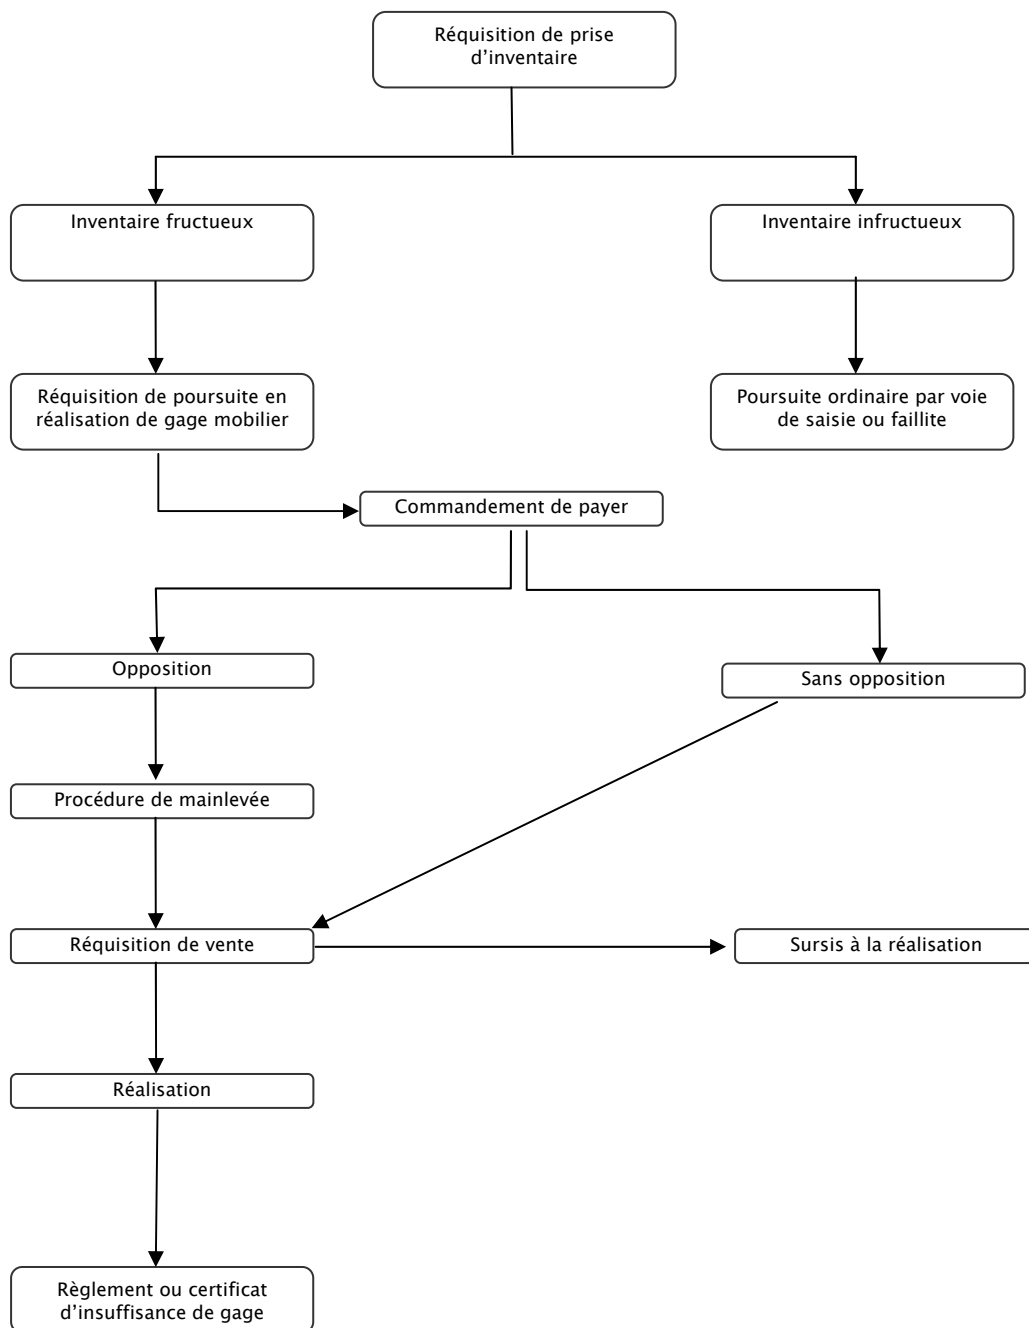 Réquisition de prise
d’inventaire
Inventaire fructueux
Inventaire infructueux
Réquisition de poursuite en
réalisation de gage mobilier
Poursuite ordinaire par voie
de saisie ou faillite
Commandement de payer
Opposition
Sans opposition
Procédure de mainlevée
Réquisition de vente
Sursis à la réalisation
Réalisation
Règlement ou certificat
d’insuffisance de gage